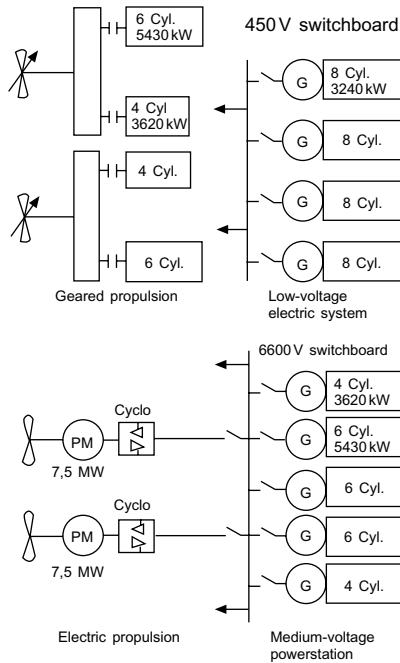 6 Cyl.
5430 kW
4 Cyl
3620 kW
4 Cyl.
6 Cyl.
Geared propulsion
450 V switchboard
G
8 Cyl.
3240 kW
G
8 Cyl.
G
8 Cyl.
G
8 Cyl.
Low-voltage
electric system
6600 V switchboard
Cyclo
PM
7,5 MW
Cyclo
PM
7,5 MW
G
4 Cyl.
3620 kW
G
6 Cyl.
5430 kW
G
6 Cyl.
G
6 Cyl.
G
4 Cyl.
Electric propulsion
Medium-voltage
powerstation